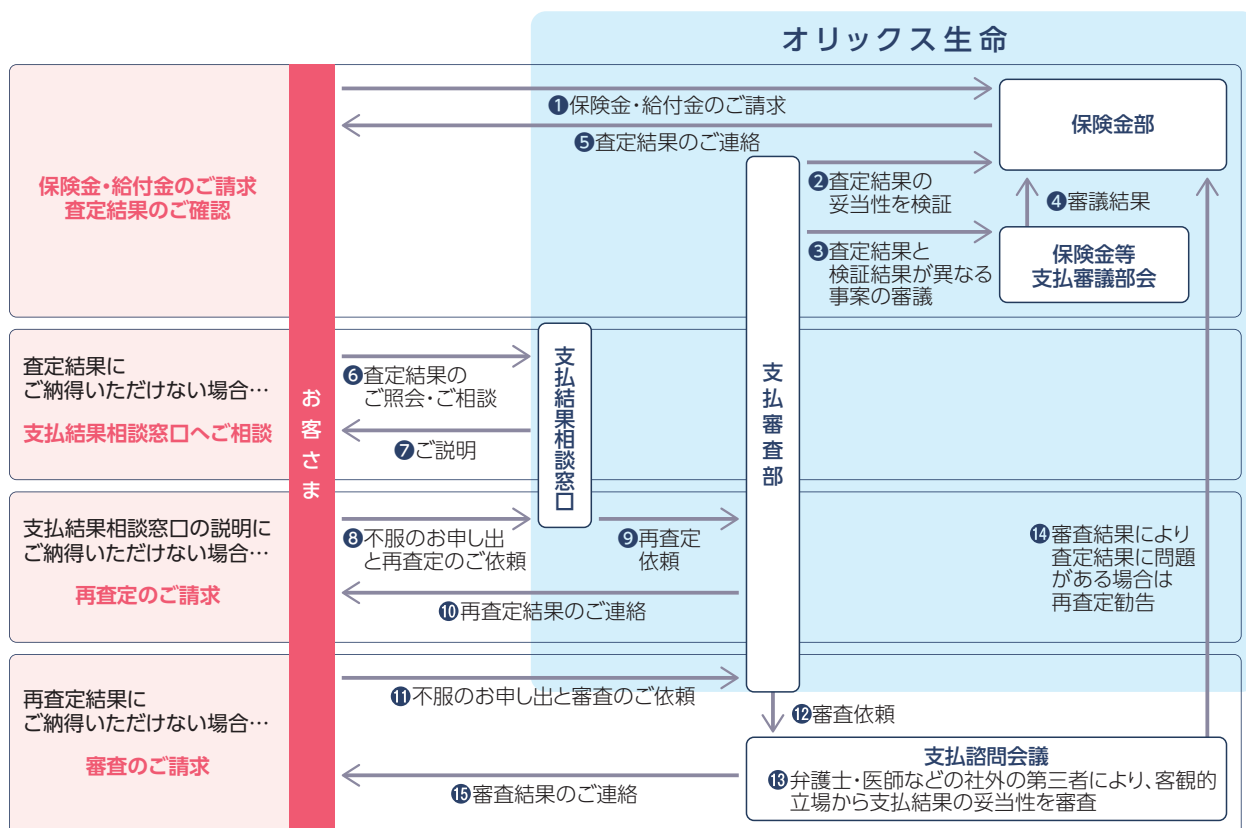 オリックス生命
保険金・給付金のご請求
査定結果のご確認
お客さま
❶保険金・給付金のご請求
❺査定結果のご連絡
保険金部
❷査定結果の
妥当性を検証
❸査定結果と
検証結果が異なる
事案の審議
❹審議結果
保険金等
支払審議部会
支払審査部
査定結果に
ご納得いただけない場合…
支払結果相談窓口へご相談
❻査定結果の
ご照会・ご相談
❼ご説明
支払結果相談窓口
支払結果相談窓口の説明に
ご納得いただけない場合…
再査定のご請求
❽不服のお申し出
と再査定のご依頼
❾再査定
依頼
❿再査定結果のご連絡
⓮審査結果により
査定結果に問題
がある場合は
再査定勧告
再査定結果に
ご納得いただけない場合…
審査のご請求
⓫不服のお申し出と審査のご依頼
⓬審査依頼
支払諮問会議
⓭弁護士・医師などの社外の第三者により、客観的
立場から支払結果の妥当性を審査
⓯審査結果のご連絡